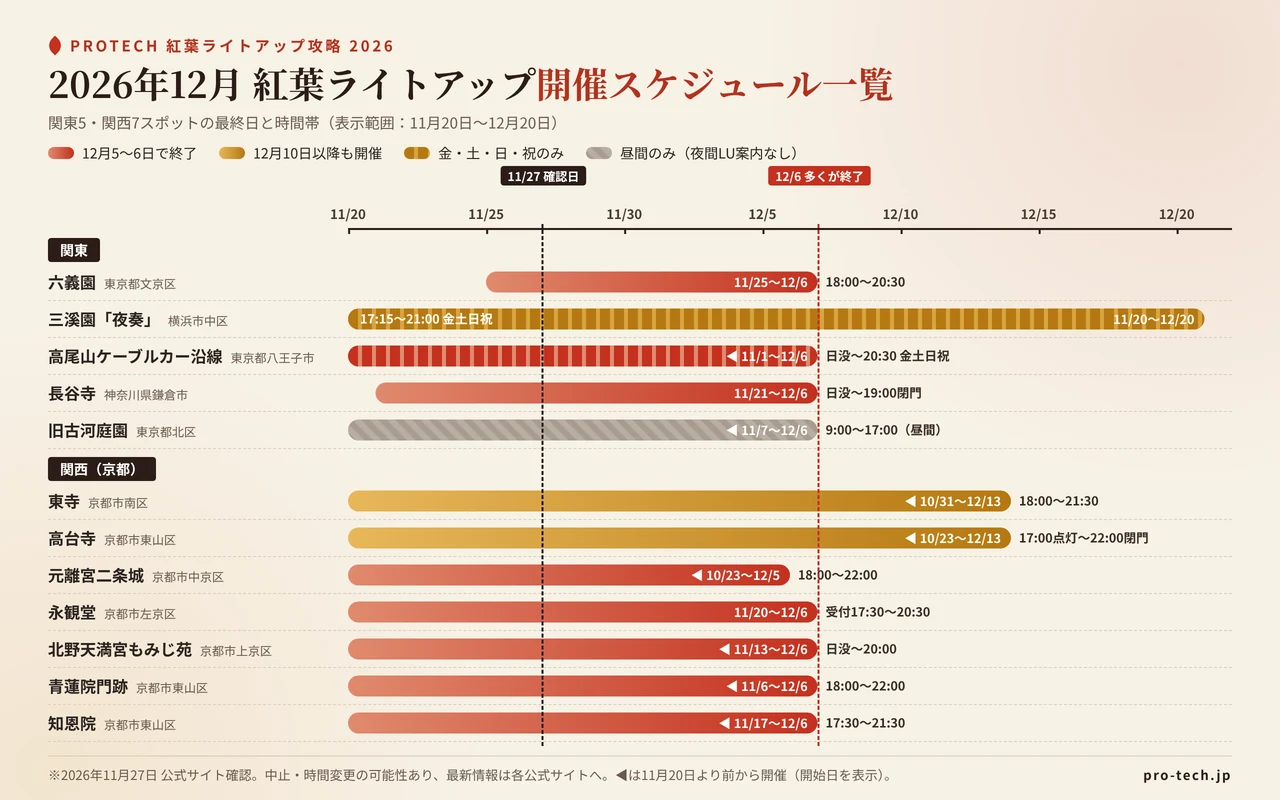 PROTECH 紅葉ライトアップ攻略 2026
2026年12月 紅葉ライトアップ開催スケジュール一覧
関東5・関西7スポットの最終日と時間帯（表示範囲：11月20日〜12月20日）
12月5〜6日で終了 12月10日以降も開催 金・土・日・祝のみ 昼間のみ（夜間LU案内なし）
11/27 確認日 12/6 多くが終了
11/20 11/25 11/30 12/5 12/10 12/15 12/20
関東
六義園 東京都文京区 11/25〜12/6 18:00〜20:30
三溪園「夜奏」 横浜市中区 17:15〜21:00 金土日祝 11/20〜12/20
高尾山ケーブルカー沿線 東京都八王子市 ◀ 11/1〜12/6 日没〜20:30 金土日祝
長谷寺 神奈川県鎌倉市 11/21〜12/6 日没〜19:00閉門
旧古河庭園 東京都北区 ◀ 11/7〜12/6 9:00〜17:00（昼間）
関西（京都）
東寺 京都市南区 ◀ 10/31〜12/13 18:00〜21:30
高台寺 京都市東山区 ◀ 10/23〜12/13 17:00点灯〜22:00閉門
元離宮二条城 京都市中京区 ◀ 10/23〜12/5 18:00〜22:00
永観堂 京都市左京区 11/20〜12/6 受付17:30〜20:30
北野天満宮もみじ苑 京都市上京区 ◀ 11/13〜12/6 日没〜20:00
青蓮院門跡 京都市東山区 ◀ 11/6〜12/6 18:00〜22:00
知恩院 京都市東山区 ◀ 11/17〜12/6 17:30〜21:30
※2026年11月27日 公式サイト確認。中止・時間変更の可能性あり、最新情報は各公式サイトへ。◀は11月20日より前から開催（開始日を表示）。 pro-tech.jp